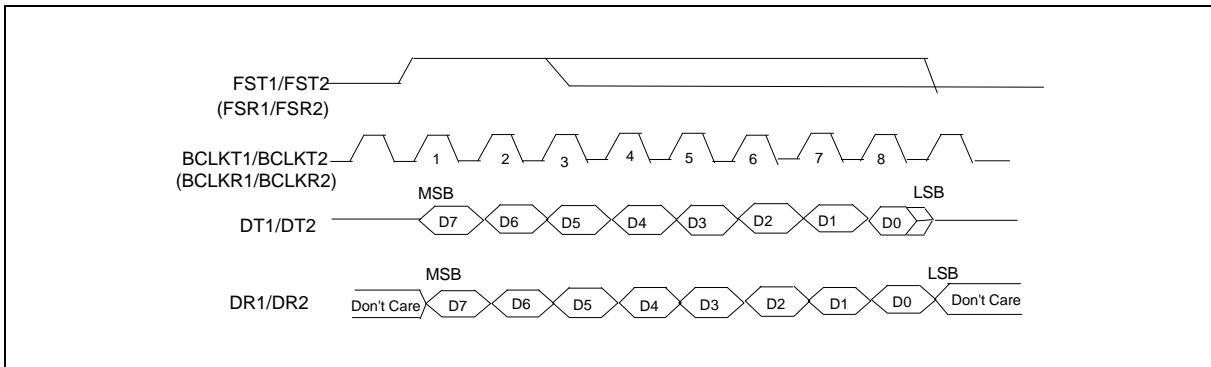 FST1/FST2
(FSR1/FSR2)
BCLKT1/BCLKT2
(BCLKR1/BCLKR2)
1 2 3 4 5 6 7 8
MSB LSB
DT1/DT2
D7 D6 D5 D4 D3 D2 D1 D0
MSB LSB
DR1/DR2
Don't Care D7 D6 D5 D4 D3 D2 D1 D0 Don't Care